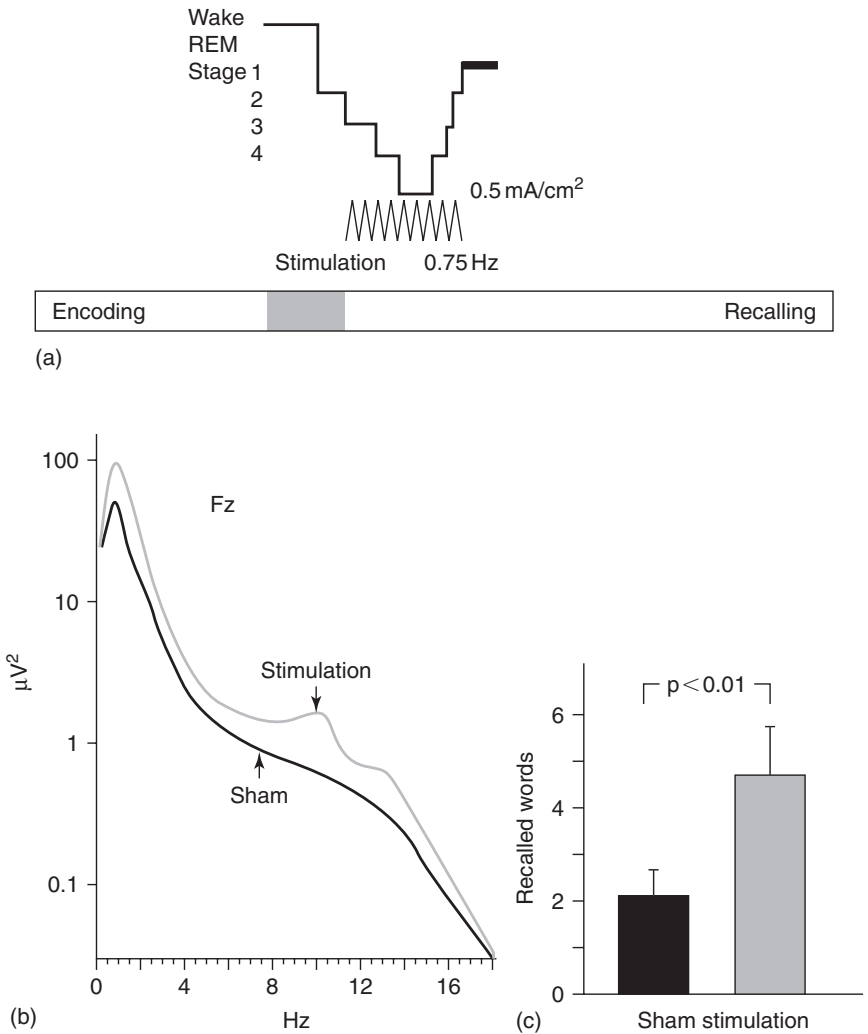 Wake
REM
Stage 1
2
3
4
0.5 mA/cm²
Stimulation 0.75 Hz
Encoding Recalling
(a)
100
10
1
0.1
μV²
Fz
Stimulation
Sham
0 4 8 12 16
Hz
(b)
p < 0.01
6
4
2
0
Recalled words
Sham stimulation
(c)